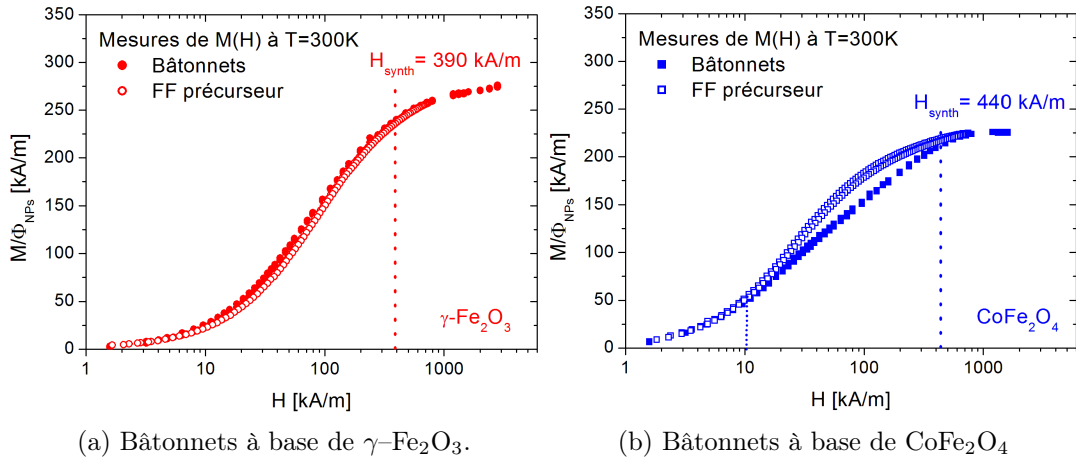 350
300
250
200
150
100
50
0
M/Φ_NPs [kA/m]
Mesures de M(H) à T=300K
Bâtonnets
FF précurseur
H_synth = 390 kA/m
γ-Fe₂O₃
1
10
100
1000
H [kA/m]
(a) Bâtonnets à base de γ–Fe₂O₃.
350
300
250
200
150
100
50
0
M/Φ_NPs [kA/m]
Mesures de M(H) à T=300K
Bâtonnets
FF précurseur
H_synth = 440 kA/m
CoFe₂O₄
1
10
100
1000
H [kA/m]
(b) Bâtonnets à base de CoFe₂O₄